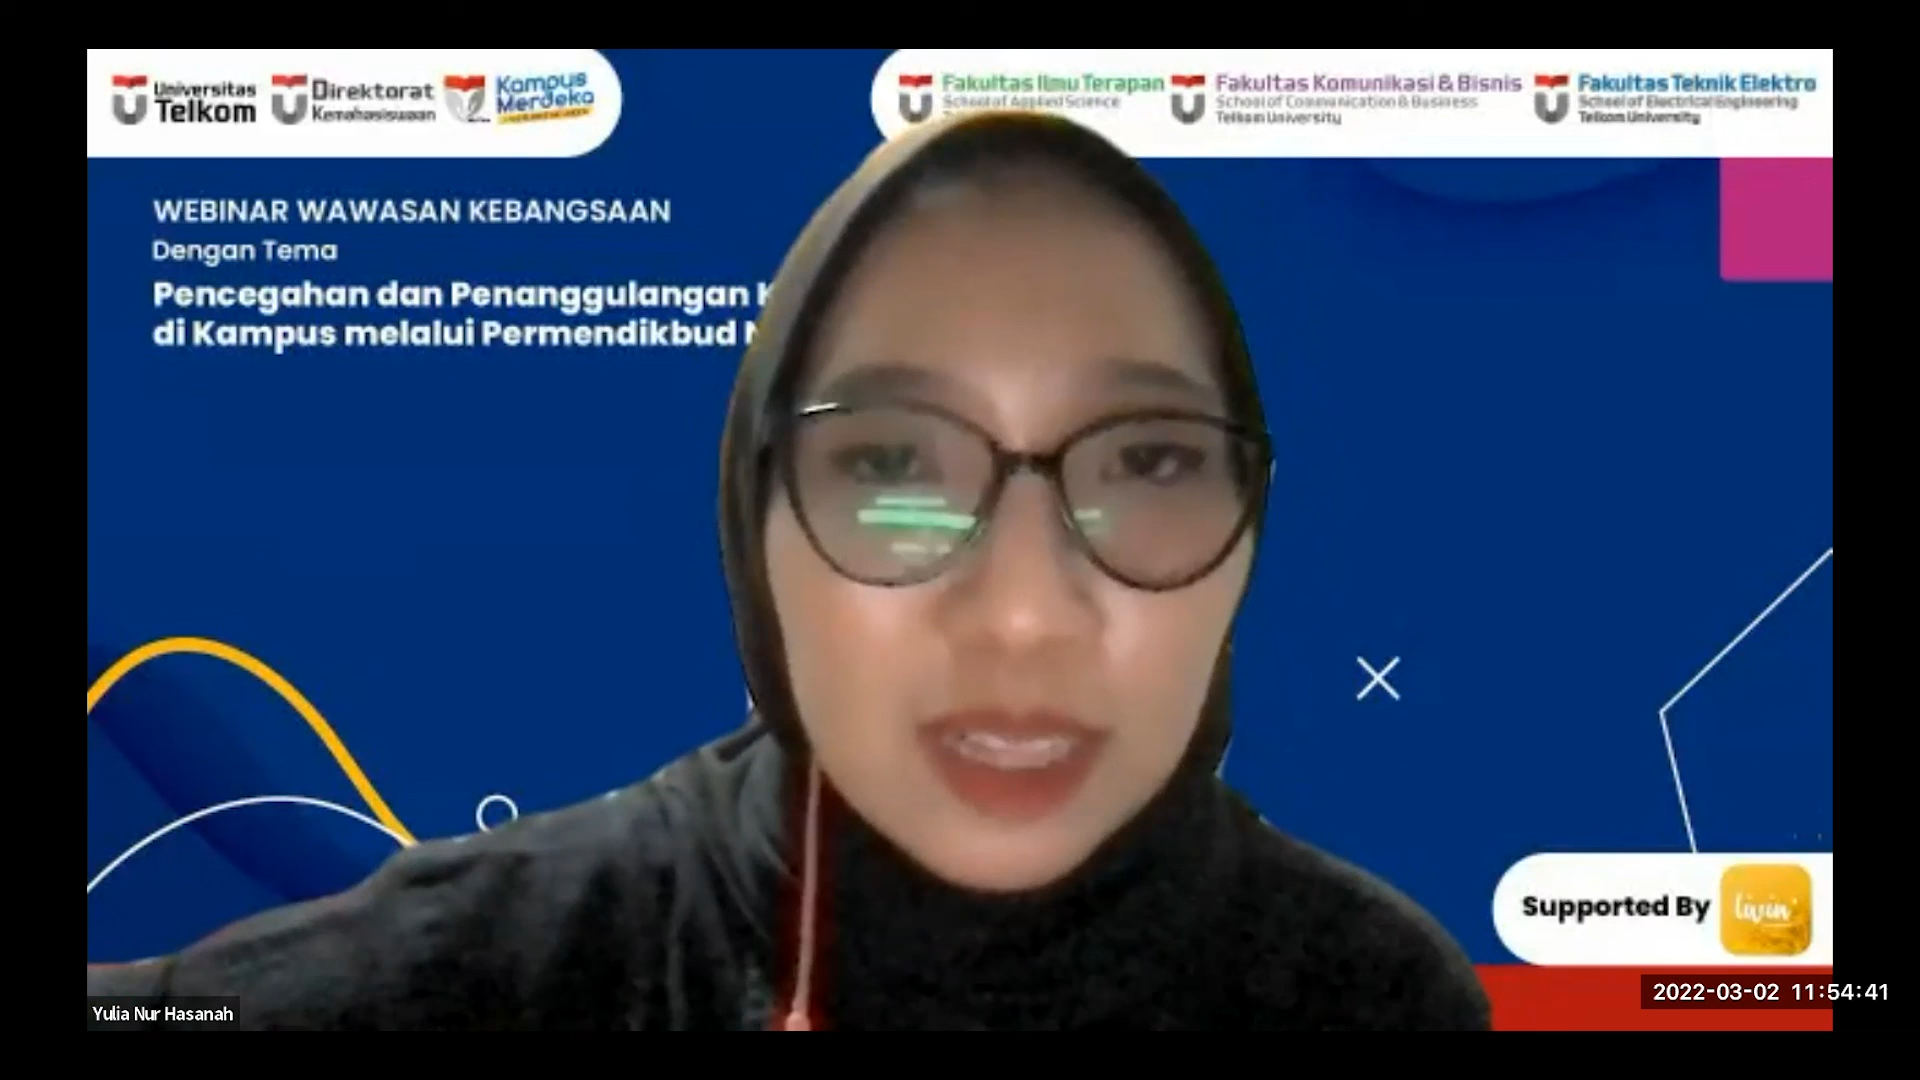 Universitas
Telkom
Direktorat
Kemahasiswaan
Kampus
Merdeka
Fakultas Ilmu Terapan
School of Applied Science
Fakultas Komunikasi & Bisnis
School of Communication & Business
Telkom University
Fakultas Teknik Elektro
School of Electrical Engineering
Telkom University
WEBINAR WAWASAN KEBANGSAAN
Dengan Tema
Pencegahan dan Penanggulangan
di Kampus melalui Permendikbud
Supported By
livin'
Yulia Nur Hasanah
2022-03-02 11:54:41